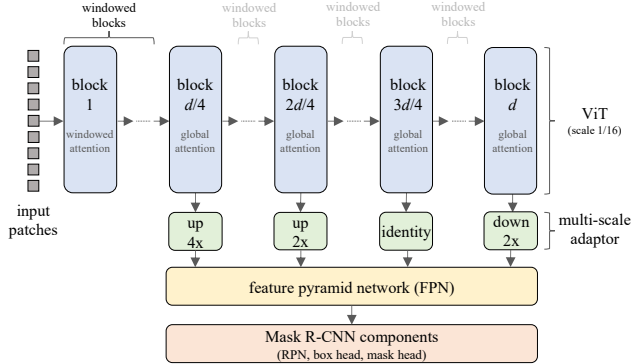 windowed
blocks
windowed
blocks
windowed
blocks
windowed
blocks
block
1
windowed
attention
block
d/4
global
attention
block
2d/4
global
attention
block
3d/4
global
attention
block
d
global
attention
ViT
(scale 1/16)
input
patches
up
4x
up
2x
identity
down
2x
multi-scale
adaptor
feature pyramid network (FPN)
Mask R-CNN components
(RPN, box head, mask head)